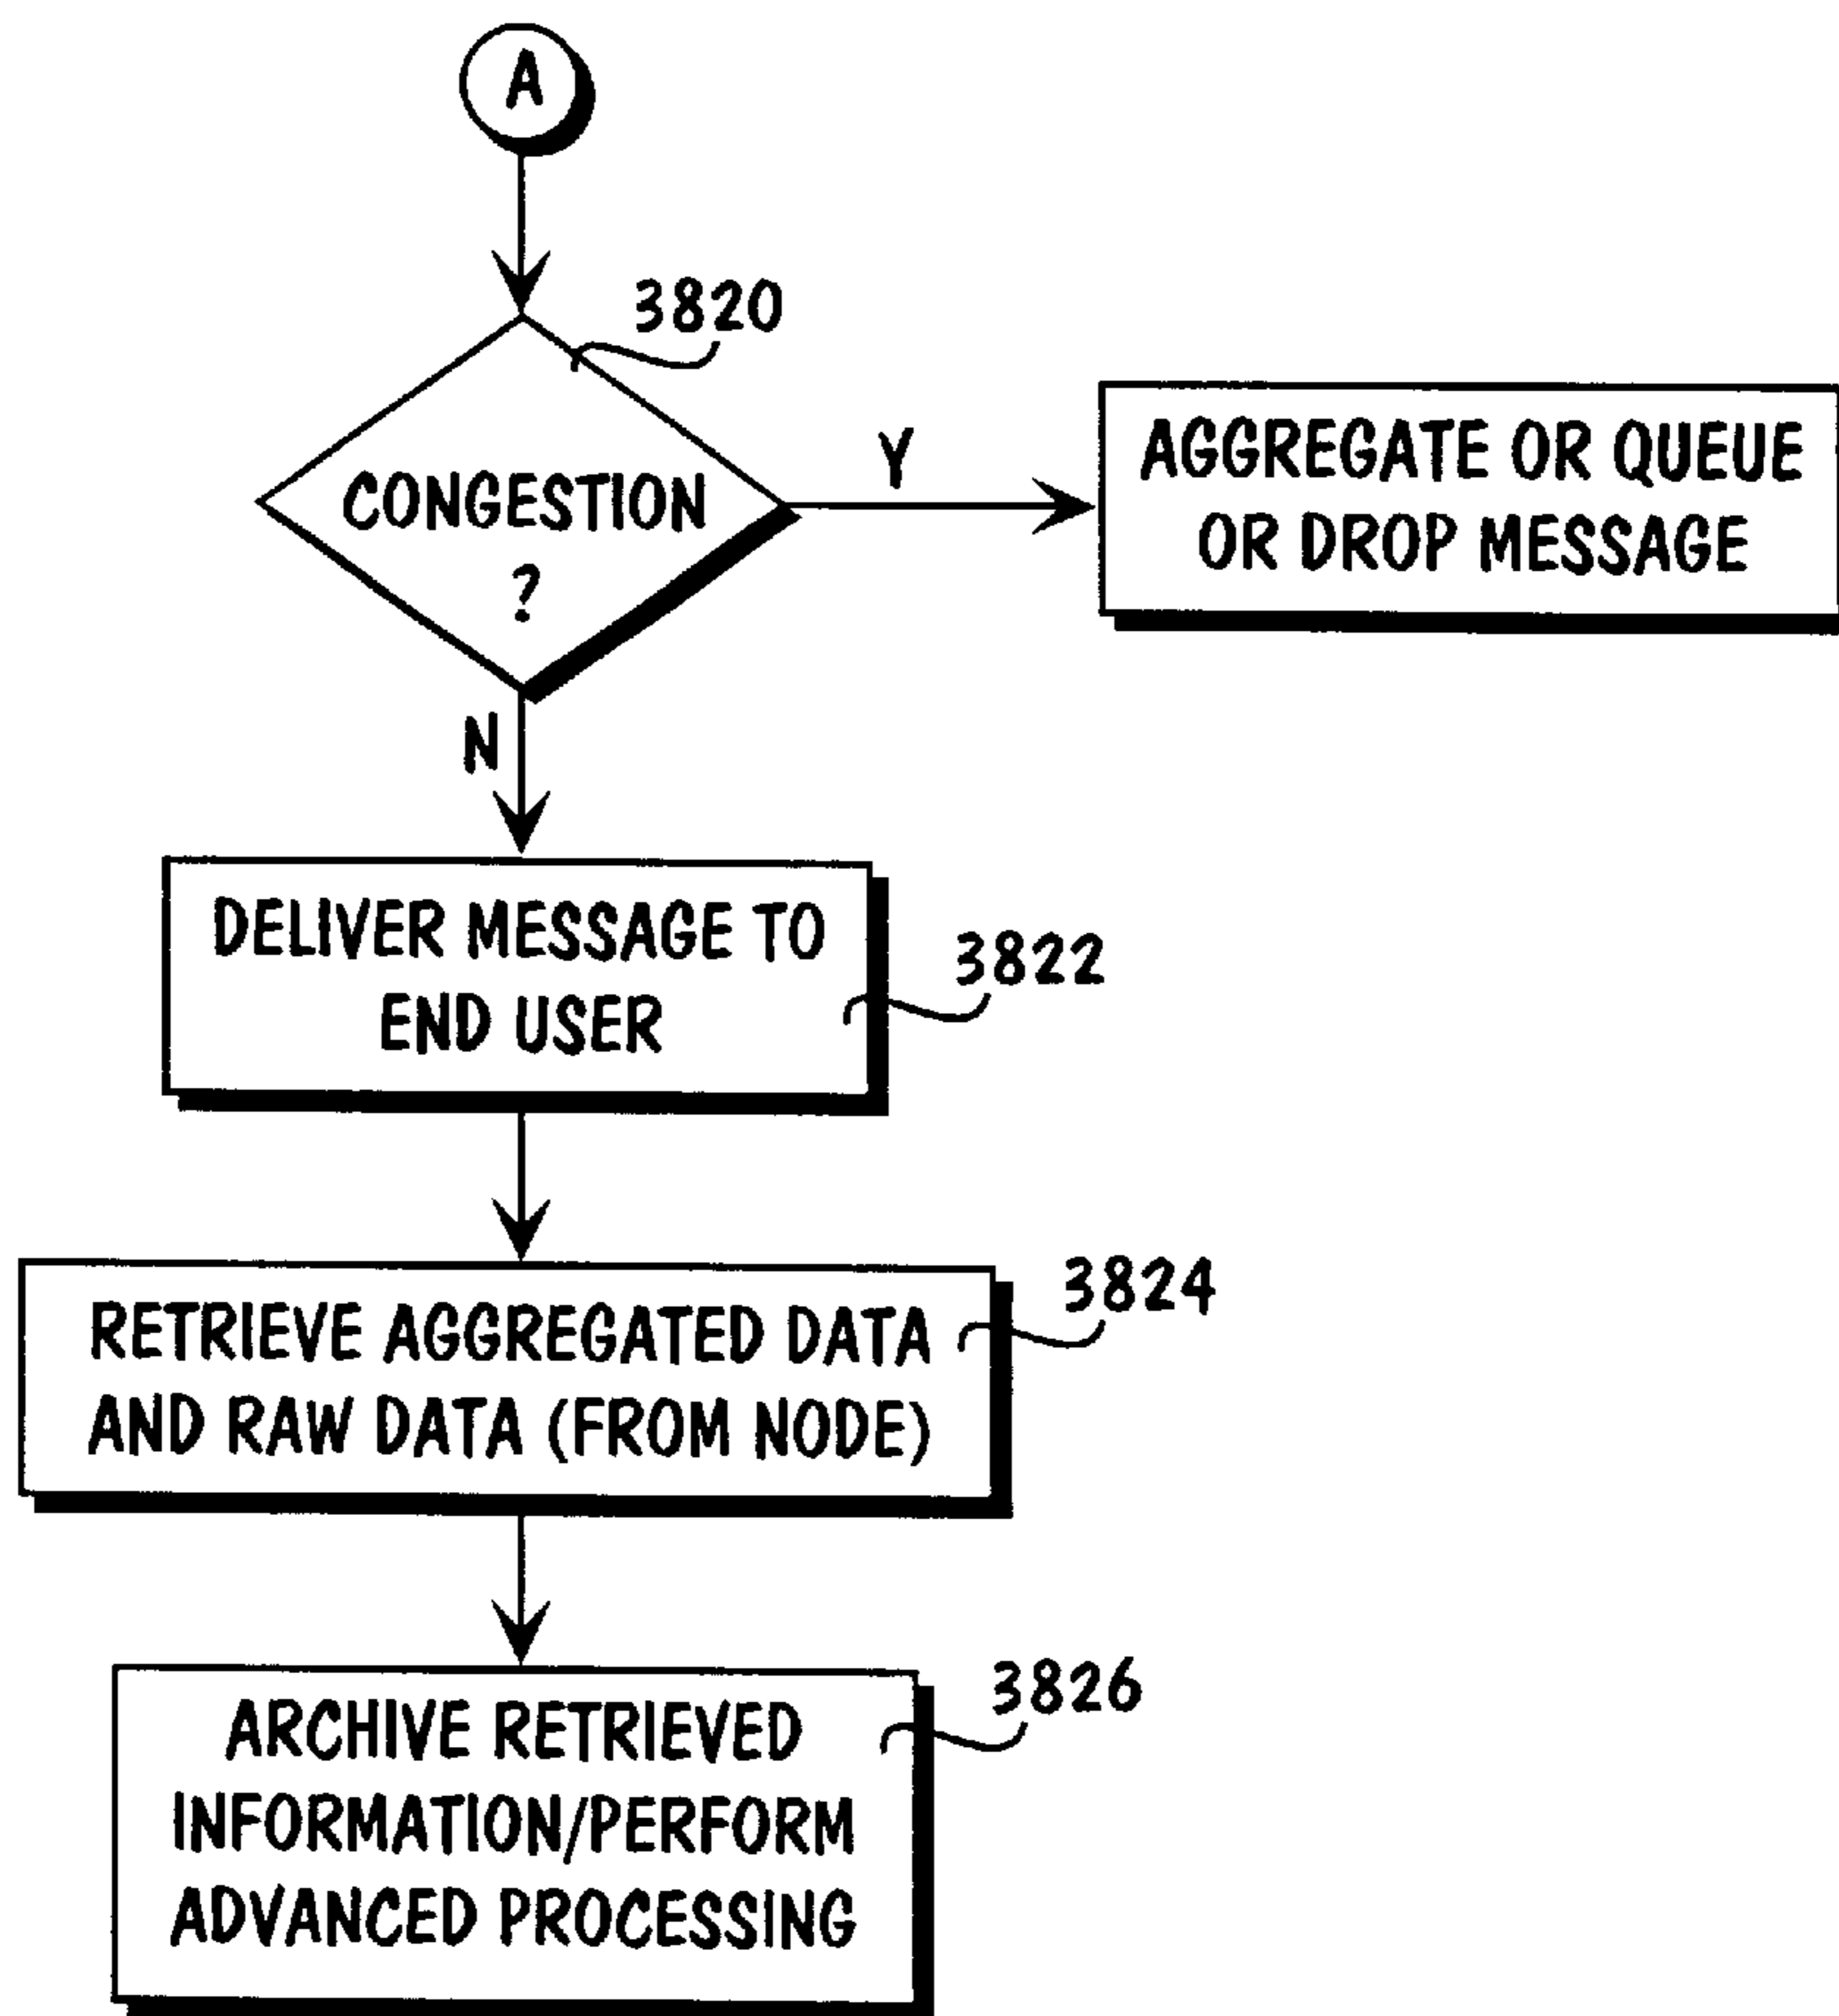 A
3820
CONGESTION
?
Y
AGGREGATE OR QUEUE
OR DROP MESSAGE
N
DELIVER MESSAGE TO
END USER
3822
RETRIEVE AGGREGATED DATA
AND RAW DATA (FROM NODE)
3824
ARCHIVE RETRIEVED
INFORMATION/PERFORM
ADVANCED PROCESSING
3826